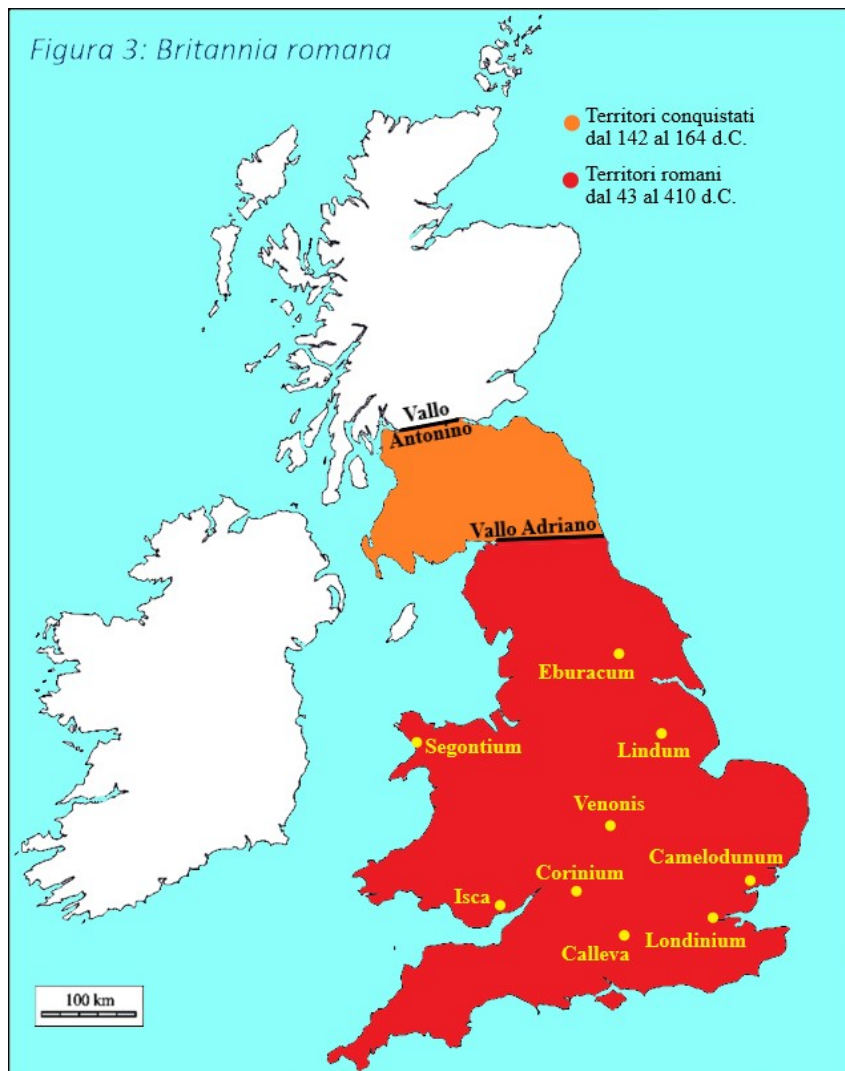 Figura 3: Britannia romana
Territori conquistati
dal 142 al 164 d.C.
Territori romani
dal 43 al 410 d.C.
Vallo
Antonino
Vallo Adriano
Eburacum
Segontium
Lindum
Venonis
Camelodunum
Corinium
Isca
Londinium
Calleva
100 km